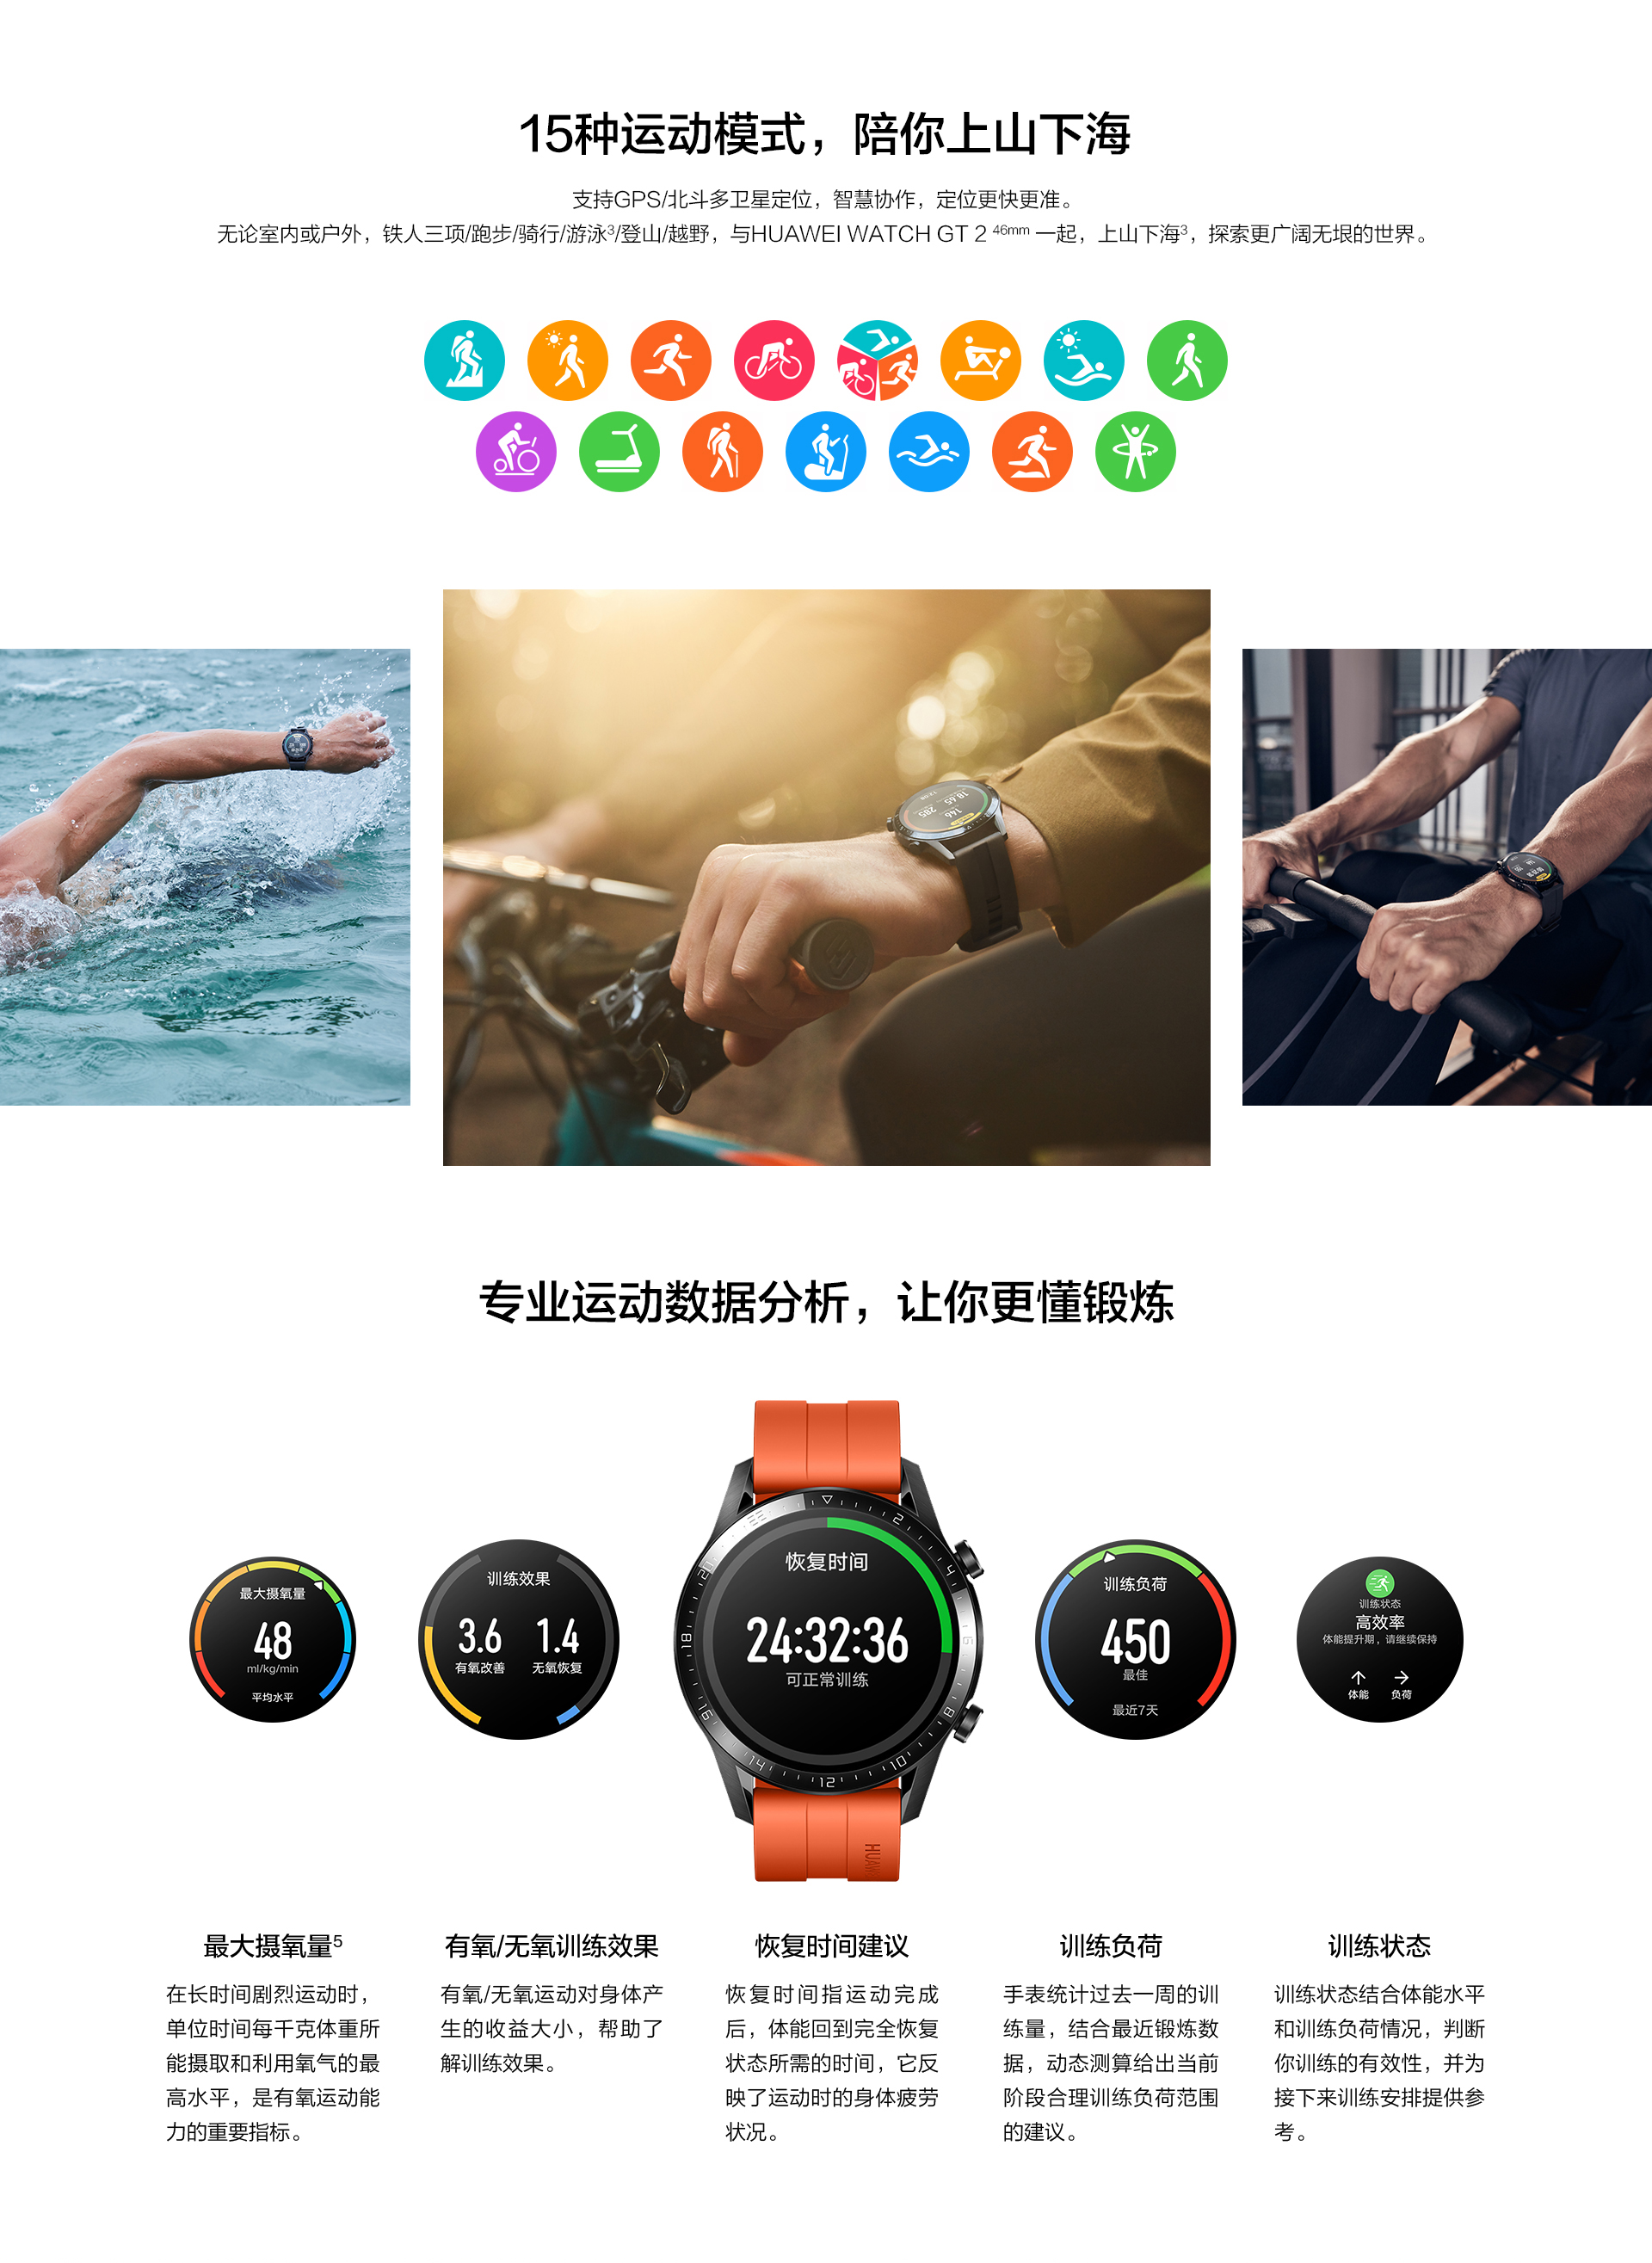 15种运动模式，陪你上山下海
支持GPS/北斗多卫星定位，智慧协作，定位更快更准。
无论室内或户外，铁人三项/跑步/骑行/游泳3/登山/越野，与HUAWEI WATCH GT 2 46mm 一起，上山下海3，探索更广阔无垠的世界。
专业运动数据分析，让你更懂锻炼
最大摄氧量
48
ml/kg/min
平均水平
训练效果
3.6 1.4
有氧改善 无氧恢复
恢复时间
24:32:36
可正常训练
2
4
6
8
10
12
14
16
18
20
HUAW
训练负荷
450
最佳
最近7天
训练状态
高效率
体能提升期，请继续保持
体能 负荷
最大摄氧量5
在长时间剧烈运动时，
单位时间每千克体重所
能摄取和利用氧气的最
高水平，是有氧运动能
力的重要指标。
有氧/无氧训练效果
有氧/无氧运动对身体产
生的收益大小，帮助了
解训练效果。
恢复时间建议
恢复时间指运动完成
后，体能回到完全恢复
状态所需的时间，它反
映了运动时的身体疲劳
状况。
训练负荷
手表统计过去一周的训
练量，结合最近锻炼数
据，动态测算给出当前
阶段合理训练负荷范围
的建议。
训练状态
训练状态结合体能水平
和训练负荷情况，判断
你训练的有效性，并为
接下来训练安排提供参
考。